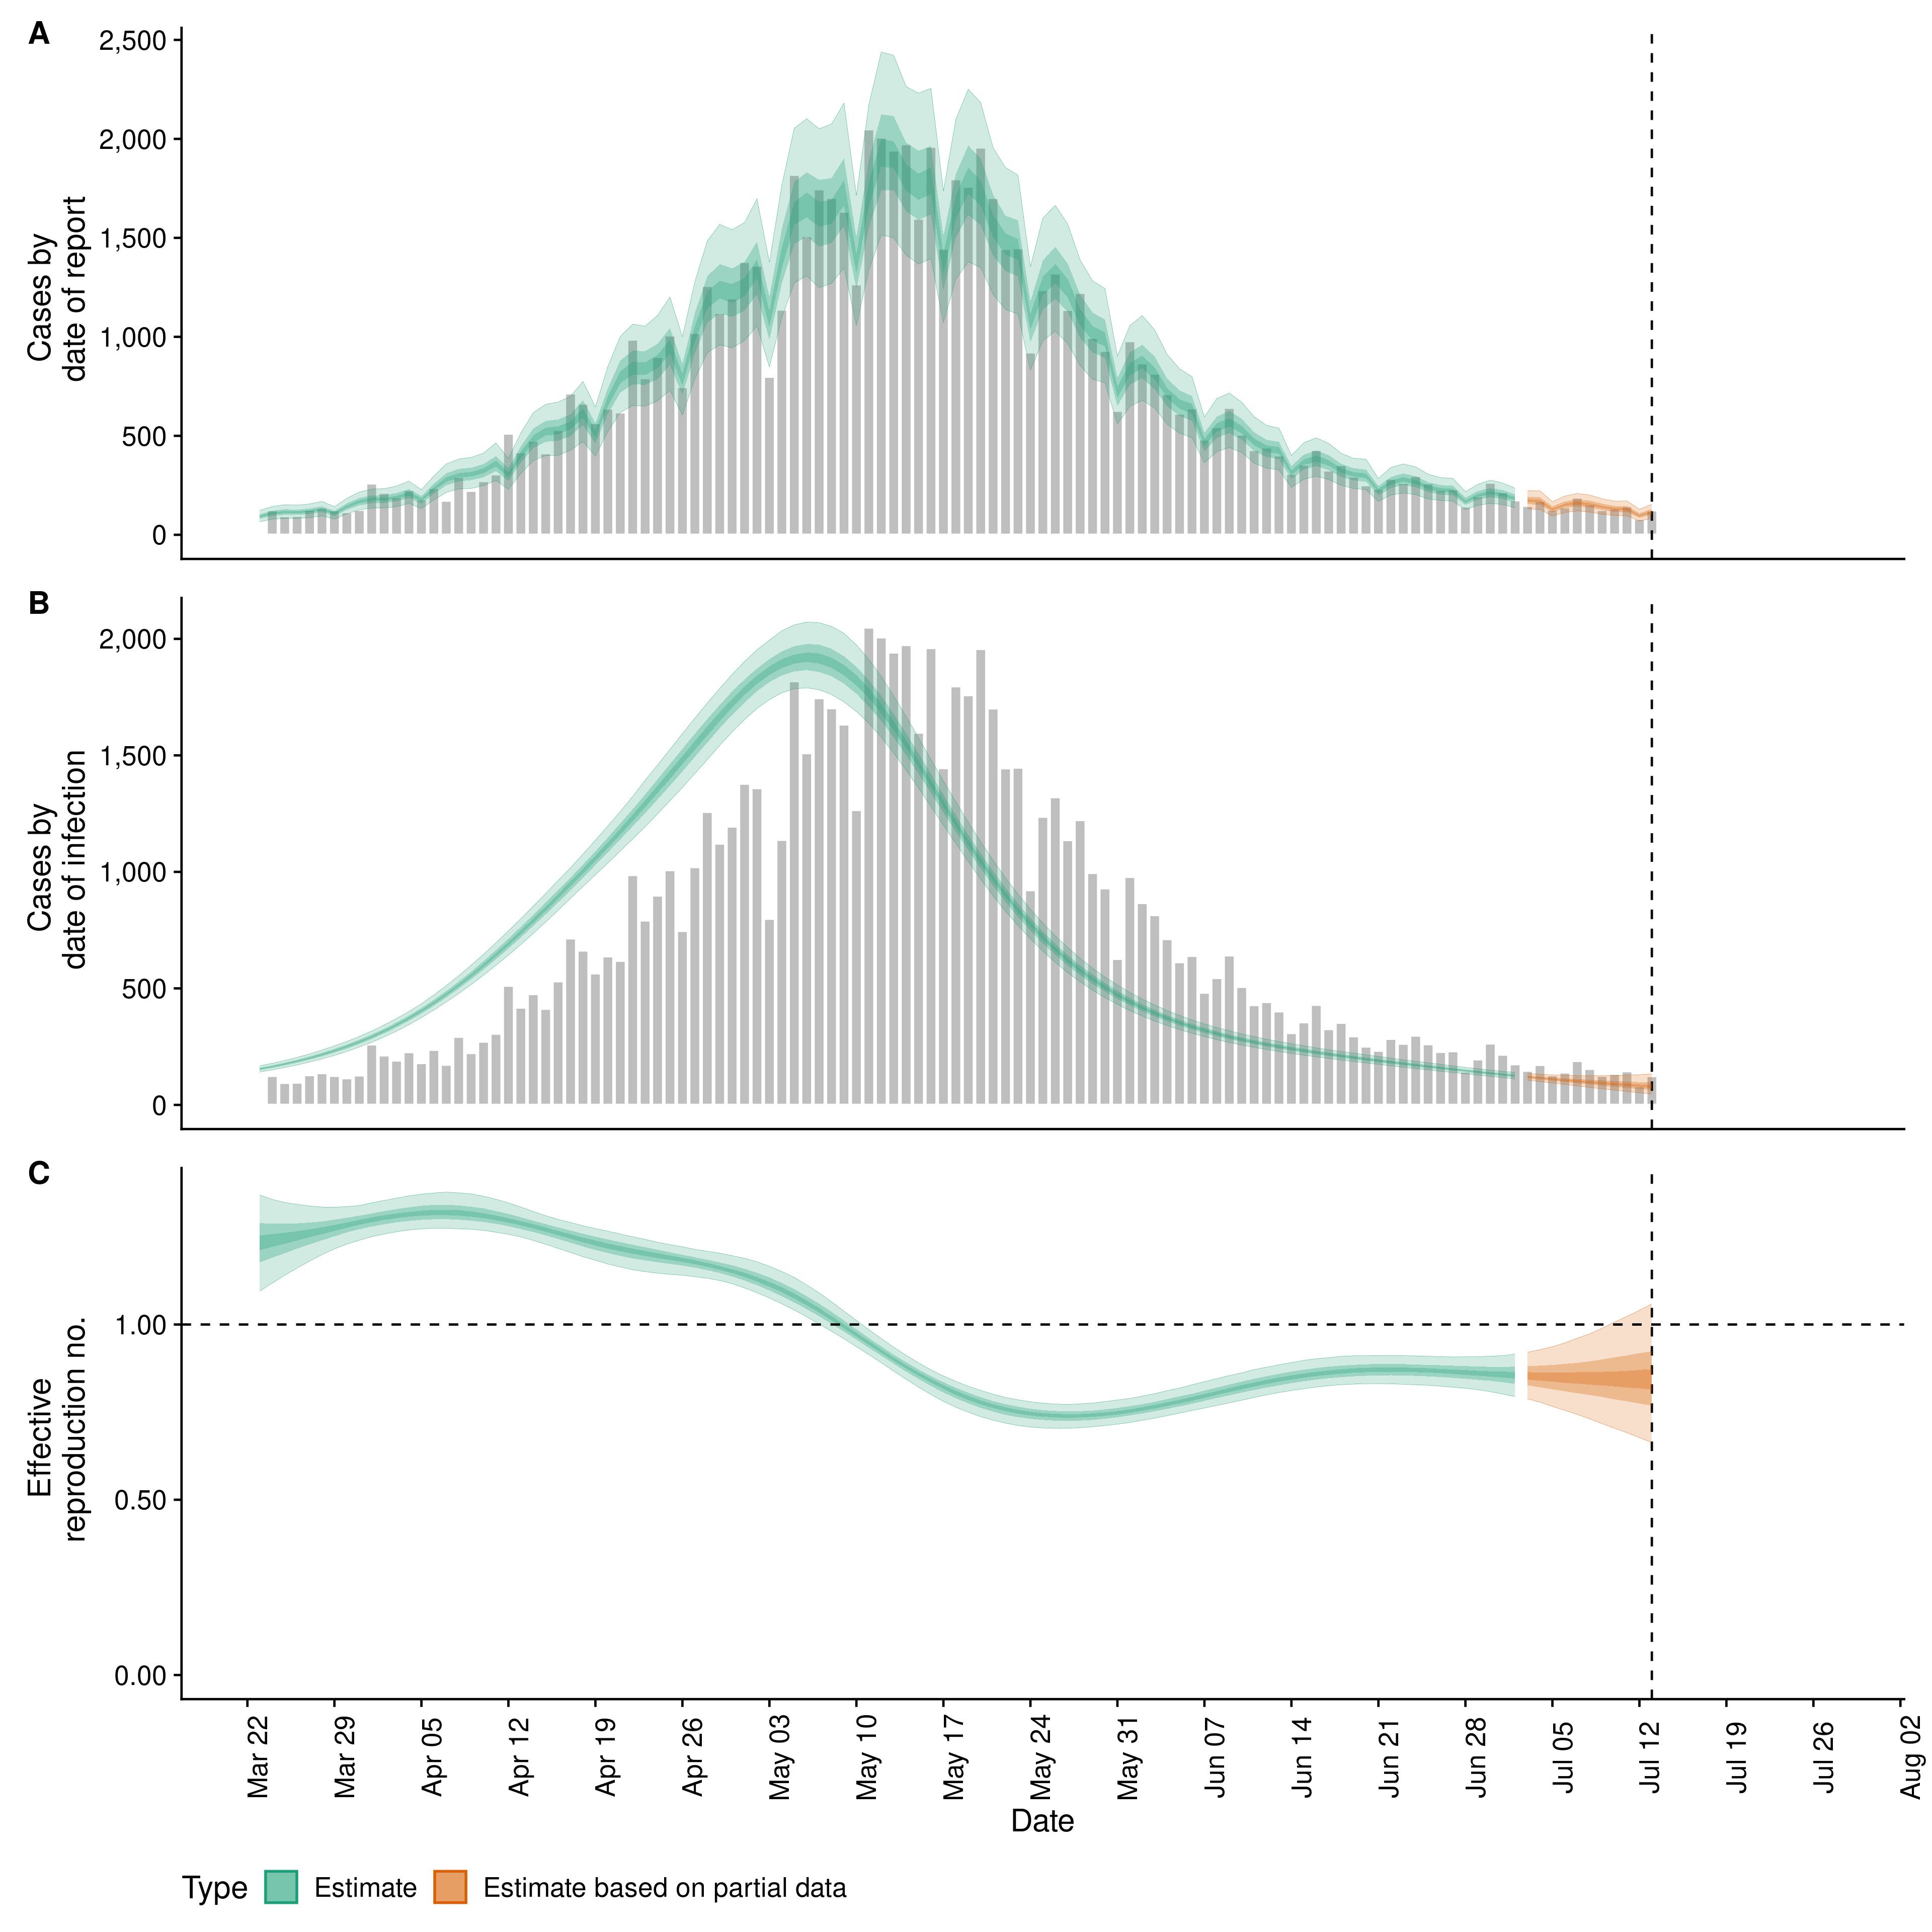 A
Cases by
date of report
2,500
2,000
1,500
1,000
500
0
B
Cases by
date of infection
2,000
1,500
1,000
500
0
C
Effective
reproduction no.
1.00
0.50
0.00
Mar 22
Mar 29
Apr 05
Apr 12
Apr 19
Apr 26
May 03
May 10
May 17
May 24
May 31
Jun 07
Jun 14
Jun 21
Jun 28
Jul 05
Jul 12
Jul 19
Jul 26
Aug 02
Date
Type Estimate Estimate based on partial data